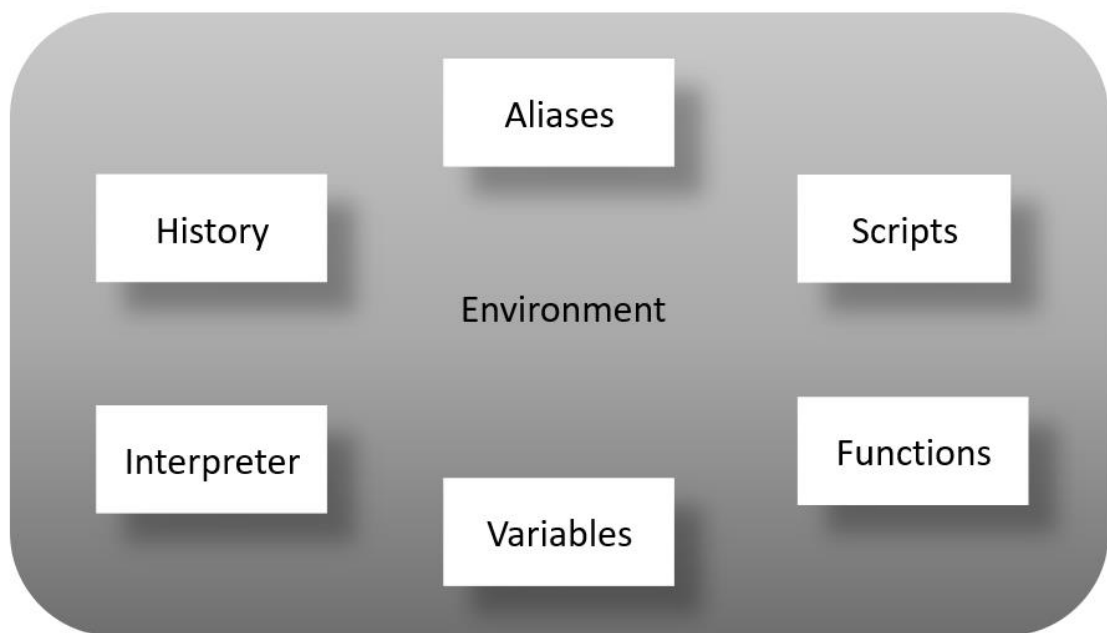 Aliases
History
Scripts
Environment
Interpreter
Functions
Variables